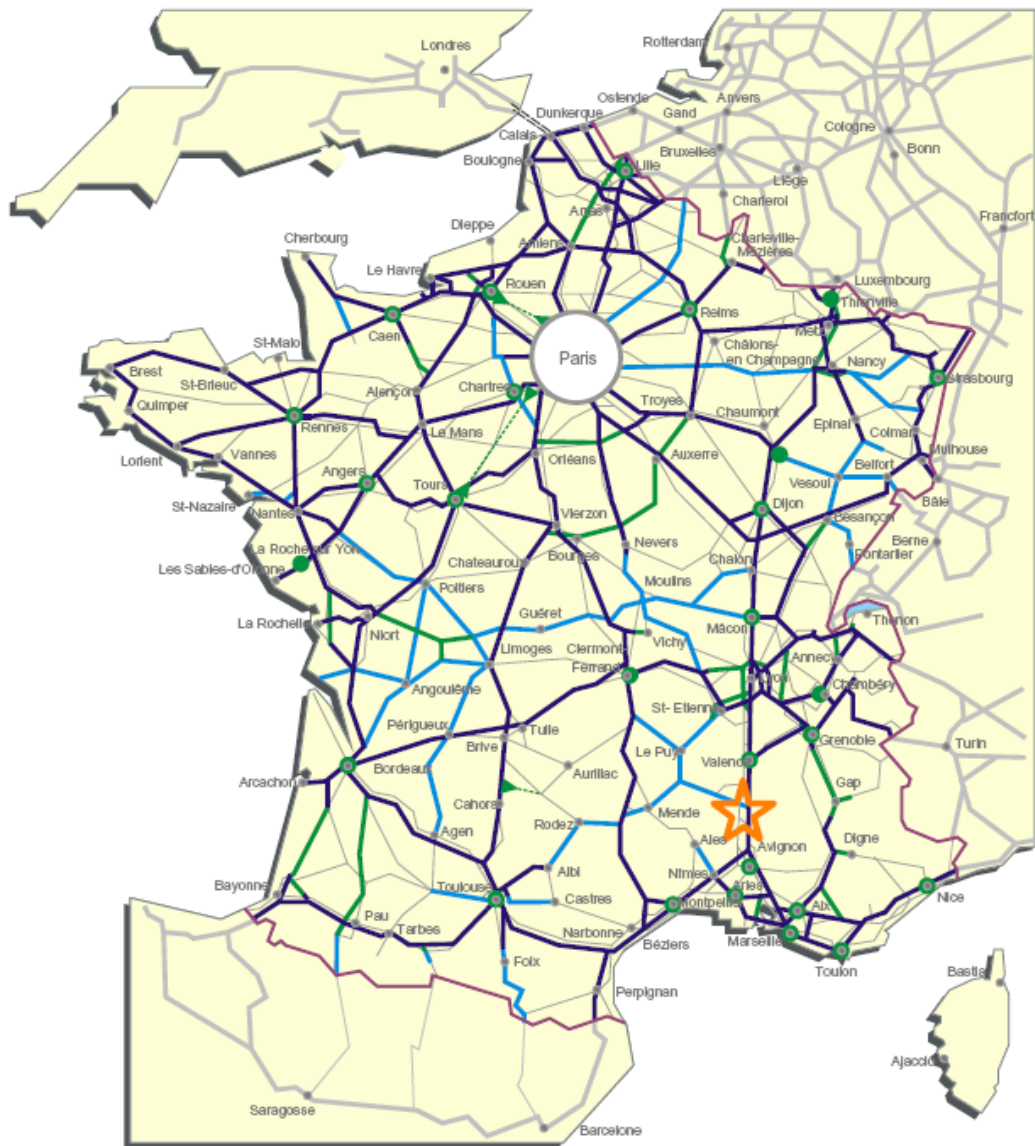 Londres
Rotterdam
Ostende
Anvers
Dunkerque
Gand
Calais
Cologne
Bruxelles
Boulogne
Bonn
Lille
Liège
Charleroi
Arras
Francfort
Dieppe
Amiens
Charleville-
Mézières
Cherbourg
Le Havre
Rouen
Luxembourg
Thionville
Reims
Caen
Metz
Châlons-
en Champagne
St-Malo
Paris
Nancy
Brest
St-Brieuc
Alençon
Chartres
Strasbourg
Quimper
Troyes
Chaumont
Rennes
Le Mans
Epinal
Colmar
Lorient
Vannes
Orléans
Auxerre
Mulhouse
Belfort
Angers
Tours
Vesoul
St-Nazaire
Nantes
Vierzon
Dijon
Bâle
Besançon
La Roche sur Yon
Bourges
Nevers
Berne
Pontarlier
Les Sables-d'Olonne
Chateauroux
Chalon
Poitiers
Moulins
La Rochelle
Niort
Guéret
Mâcon
Thonon
Limoges
Clermont-
Ferrand
Vichy
Annecy
Lyon
Angoulême
Chambéry
St- Etienne
Périgueux
Tulle
Brive
Le Puy
Grenoble
Turin
Arcachon
Bordeaux
Aurillac
Valence
Gap
Cahors
Mende
Rodez
Agen
Ales
Avignon
Digne
Albi
Nîmes
Bayonne
Toulouse
Castres
Montpellier
Arles
Aix
Nice
Pau
Tarbes
Narbonne
Béziers
Marseille
Toulon
Foix
Perpignan
Bastia
Ajaccio
Saragosse
Barcelone